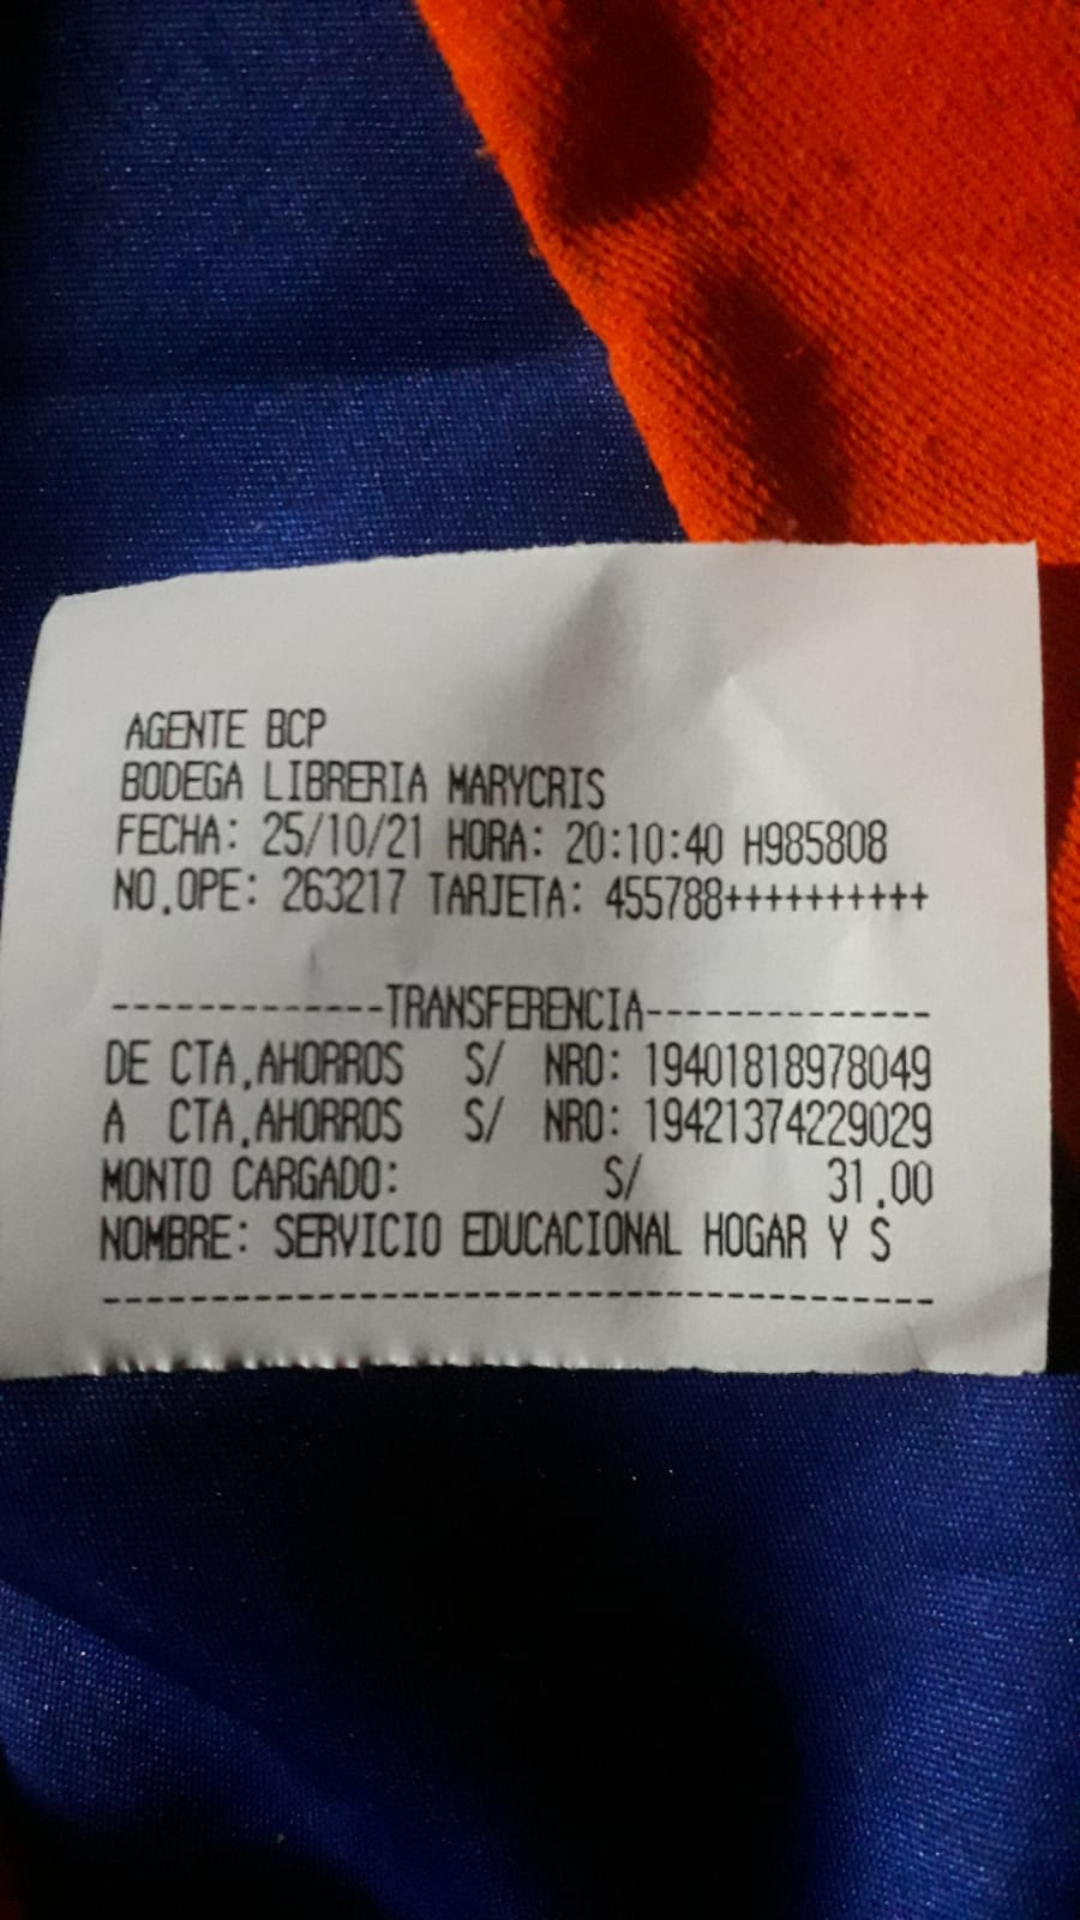 AGENTE BCP
BODEGA LIBRERIA MARYCRIS
FECHA: 25/10/21 HORA: 20:10:40 H985808
NO.OPE: 263217 TARJETA: 455788++++++++++
-------------TRANSFERENCIA-------------
DE CTA.AHORROS S/ NRO: 19401818978049
A CTA.AHORROS S/ NRO: 19421374229029
MONTO CARGADO: S/ 31.00
NOMBRE: SERVICIO EDUCACIONAL HOGAR Y S
----------------------------------------